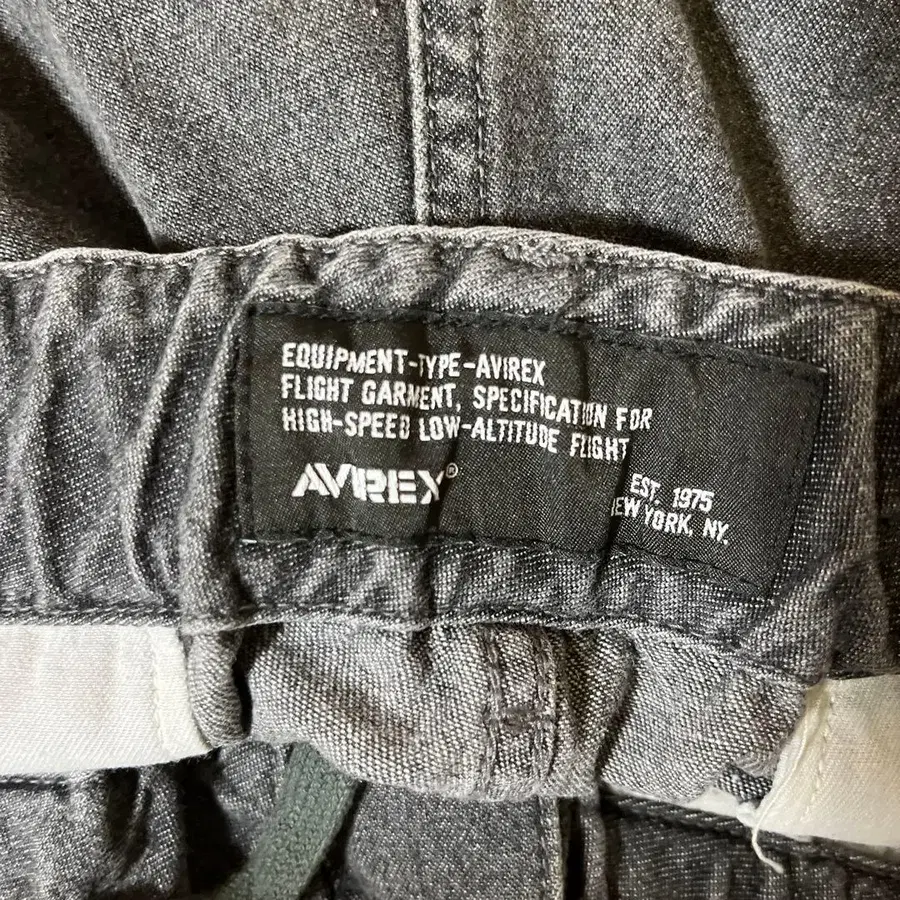 EQUIPMENT-TYPE-AVIREX
FLIGHT GARMENT, SPECIFICATION FOR
HIGH-SPEED LOW-ALTITUDE FLIGHT
AVIREX®
EST. 1975
NEW YORK, NY.